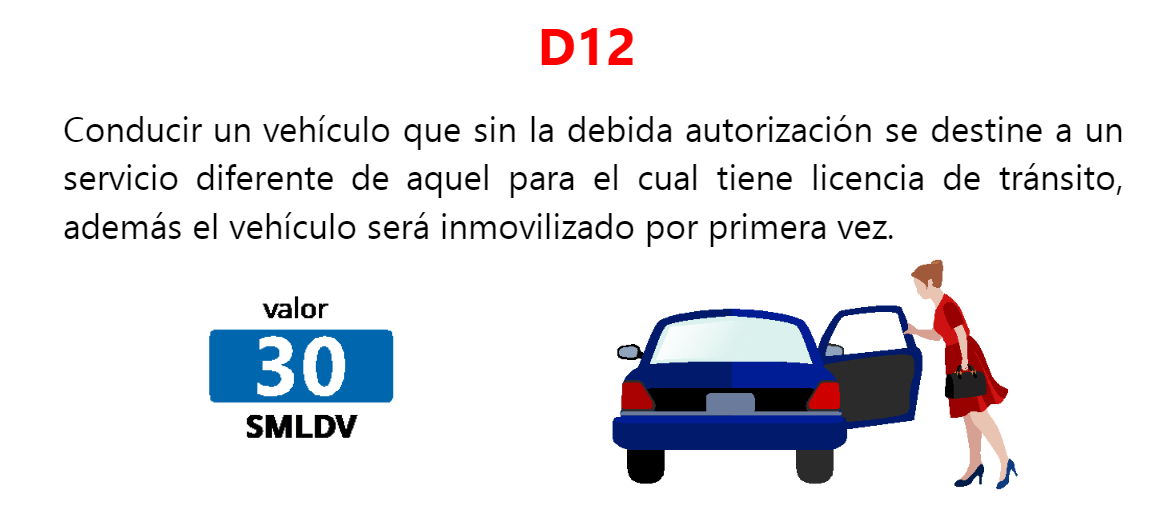 D12
Conducir un vehículo que sin la debida autorización se destine a un
servicio diferente de aquel para el cual tiene licencia de tránsito,
además el vehículo será inmovilizado por primera vez.
valor
30
SMLDV